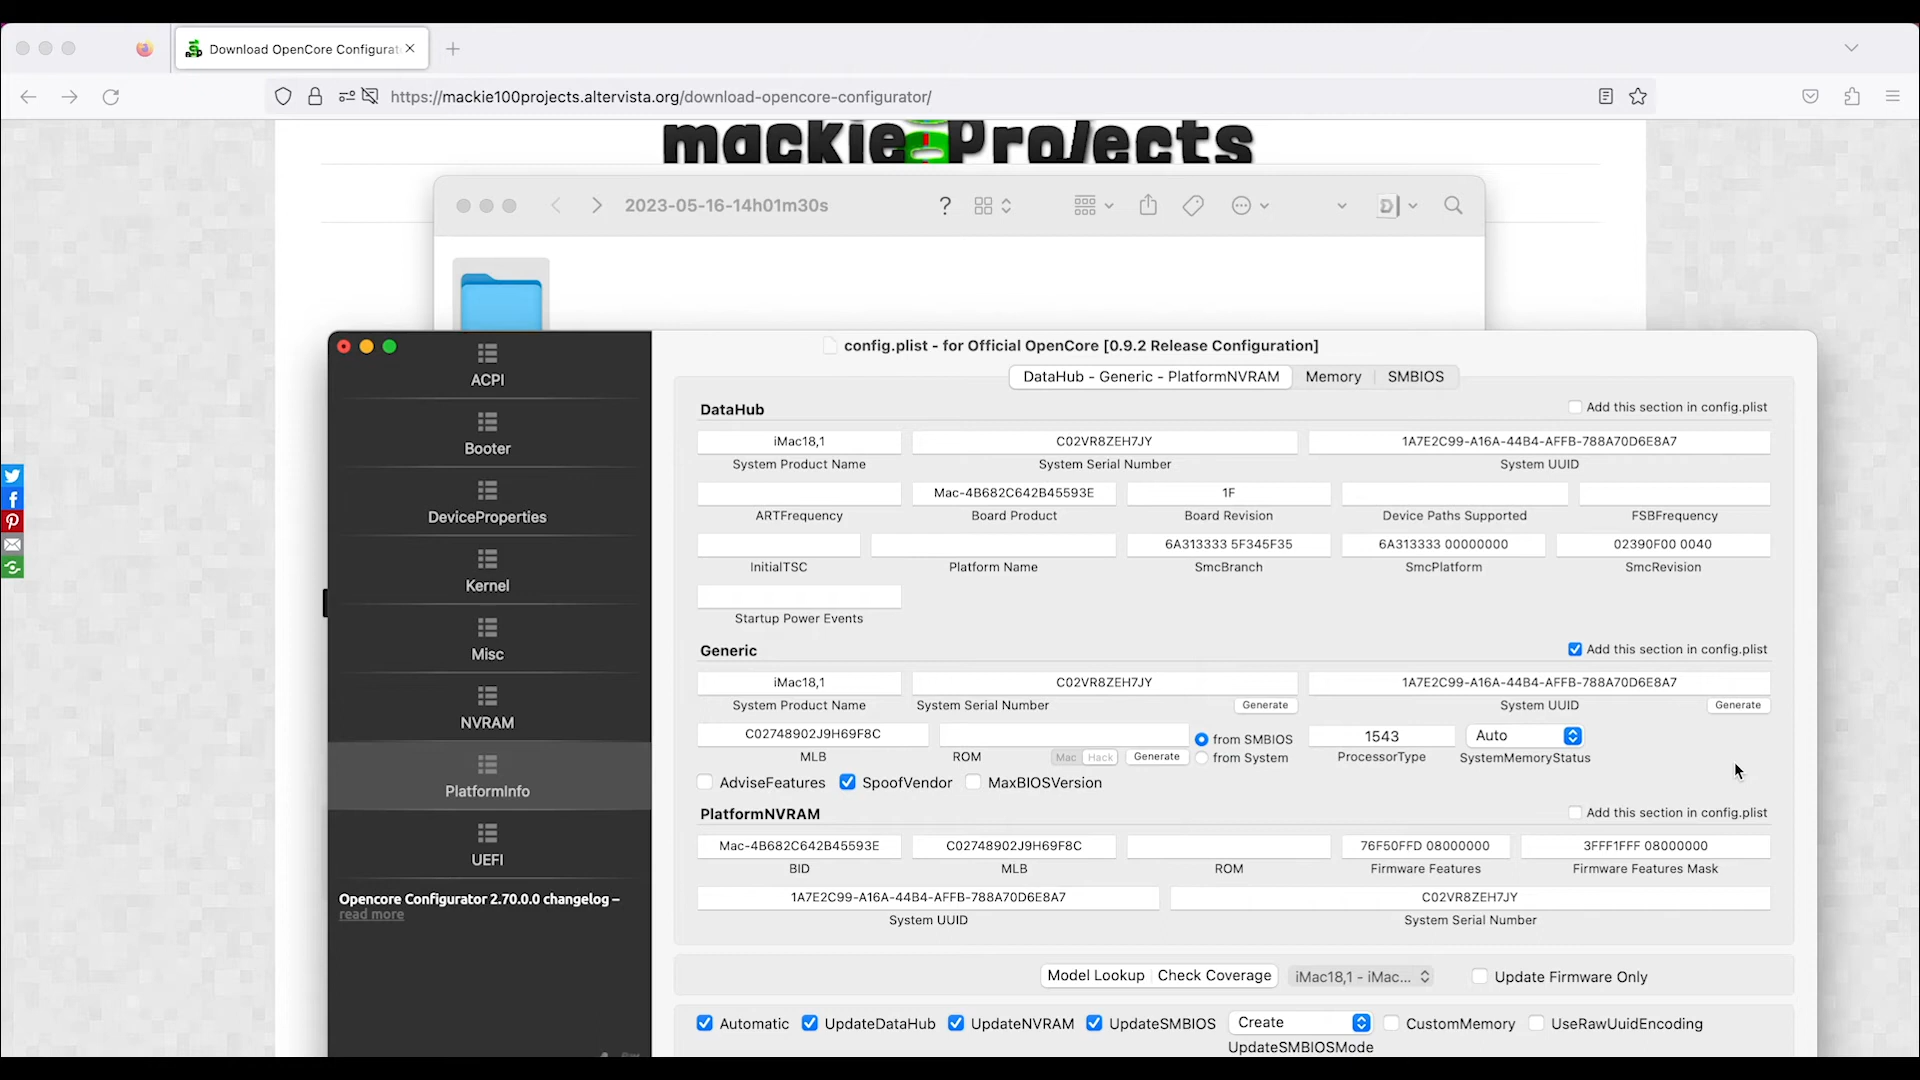 Download OpenCore Configurat
https://mackie100projects.altervista.org/download-opencore-configurator/
mackie Projects
2023-05-16-14h01m30s
config.plist - for Official OpenCore [0.9.2 Release Configuration]
ACPI
Booter
DeviceProperties
Kernel
Misc
NVRAM
PlatformInfo
UEFI
Opencore Configurator 2.70.0.0 changelog –
read more
DataHub - Generic - PlatformNVRAM Memory SMBIOS
DataHub Add this section in config.plist
iMac18,1 C02VR8ZEH7JY 1A7E2C99-A16A-44B4-AFFB-788A70D6E8A7
System Product Name System Serial Number System UUID
Mac-4B682C642B45593E 1F
ARTFrequency Board Product Board Revision Device Paths Supported FSBFrequency
6A313333 5F345F35 6A313333 00000000 02390F00 0040
InitialTSC Platform Name SmcBranch SmcPlatform SmcRevision
Startup Power Events
Generic Add this section in config.plist
iMac18,1 C02VR8ZEH7JY 1A7E2C99-A16A-44B4-AFFB-788A70D6E8A7
System Product Name System Serial Number Generate System UUID Generate
C02748902J9H69F8C from SMBIOS 1543 Auto
MLB ROM Mac Hack Generate from System ProcessorType SystemMemoryStatus
AdviseFeatures SpoofVendor MaxBIOSVersion
PlatformNVRAM Add this section in config.plist
Mac-4B682C642B45593E C02748902J9H69F8C 76F50FFD 08000000 3FFF1FFF 08000000
BID MLB ROM Firmware Features Firmware Features Mask
1A7E2C99-A16A-44B4-AFFB-788A70D6E8A7 C02VR8ZEH7JY
System UUID System Serial Number
Model Lookup Check Coverage iMac18,1 - iMac... Update Firmware Only
Automatic UpdateDataHub UpdateNVRAM UpdateSMBIOS Create CustomMemory UseRawUuidEncoding
UpdateSMBIOSMode